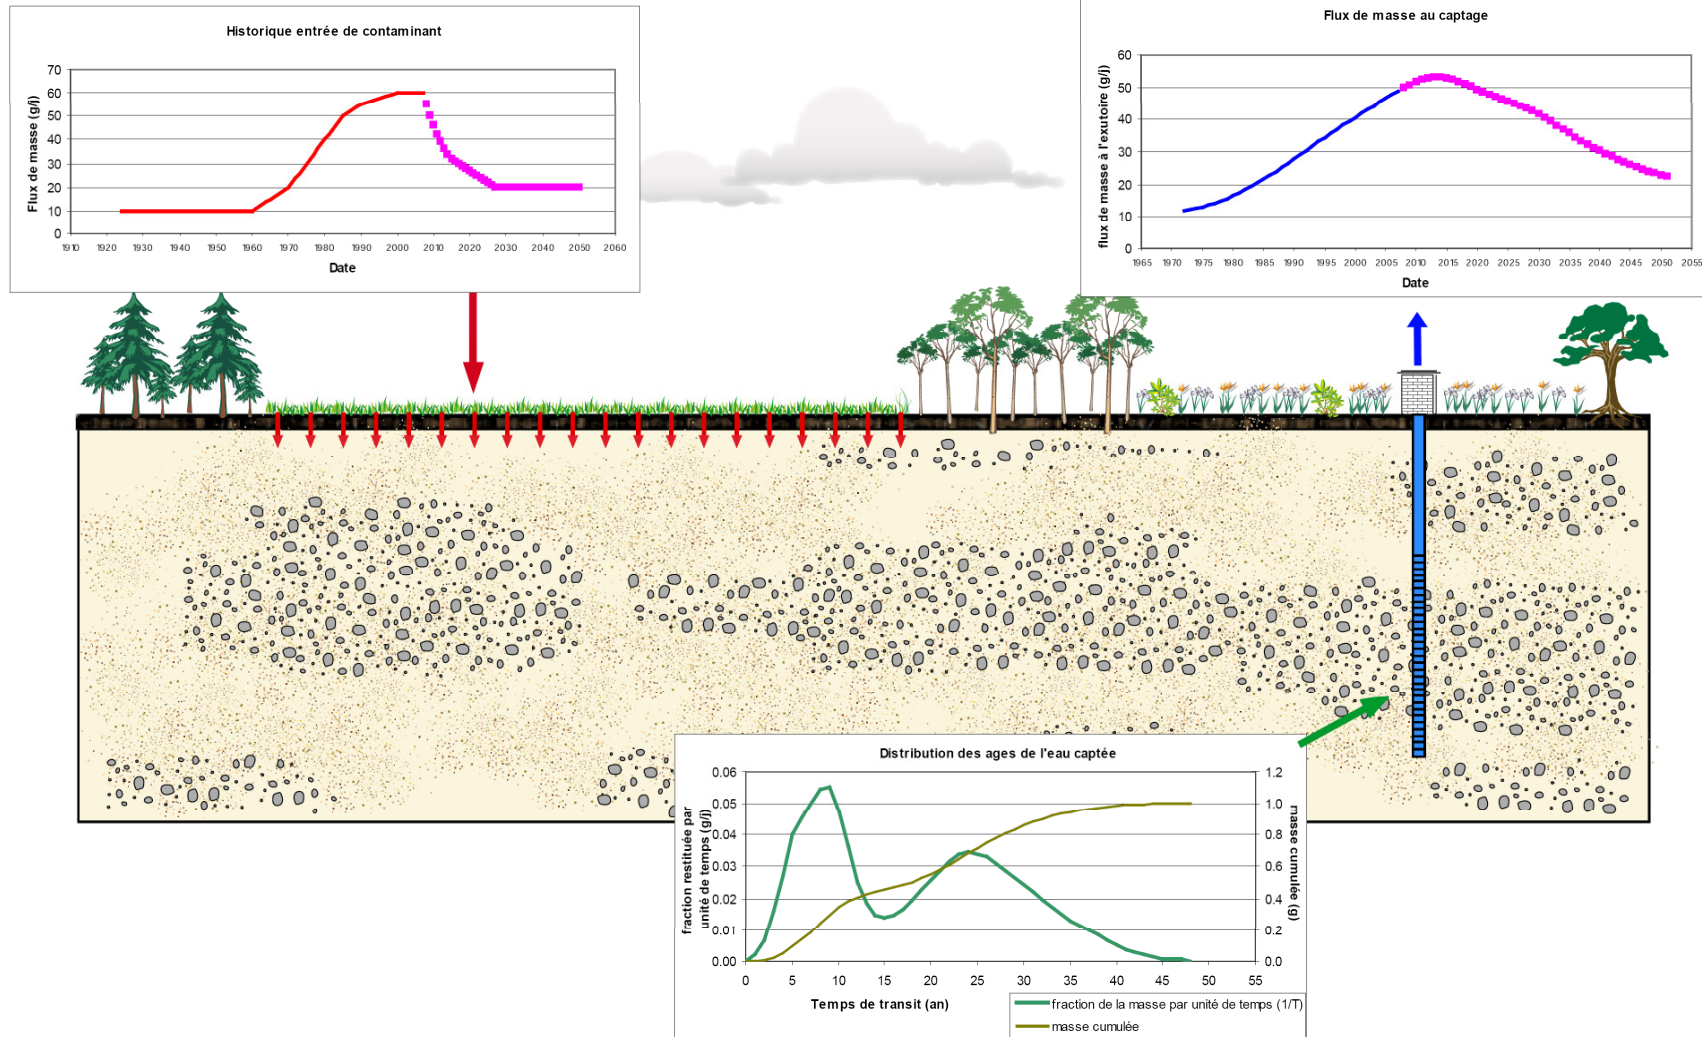 Historique entrée de contaminant
Flux de masse (g/j)
70
60
50
40
30
20
10
0
1910 1920 1930 1940 1950 1960 1970 1980 1990 2000 2010 2020 2030 2040 2050 2060
Date
Flux de masse au captage
flux de masse à l'exutoire (g/j)
60
50
40
30
20
10
0
1965 1970 1975 1980 1985 1990 1995 2000 2005 2010 2015 2020 2025 2030 2035 2040 2045 2050 2055
Date
Distribution des ages de l'eau captée
fraction restituée par
unité de temps (g/j)
0.06
0.05
0.04
0.03
0.02
0.01
0.00
1.2
1.0
0.8
0.6
0.4
0.2
0.0
masse cumulée (g)
0 5 10 15 20 25 30 35 40 45 50 55
Temps de transit (an)
fraction de la masse par unité de temps (1/T)
masse cumulée